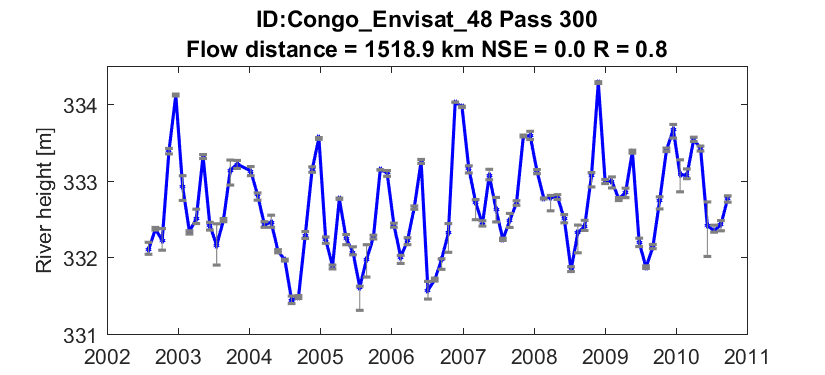 ID:Congo_Envisat_48 Pass 300
Flow distance = 1518.9 km NSE = 0.0 R = 0.8
River height [m]
334
333
332
331
2002 2003 2004 2005 2006 2007 2008 2009 2010 2011